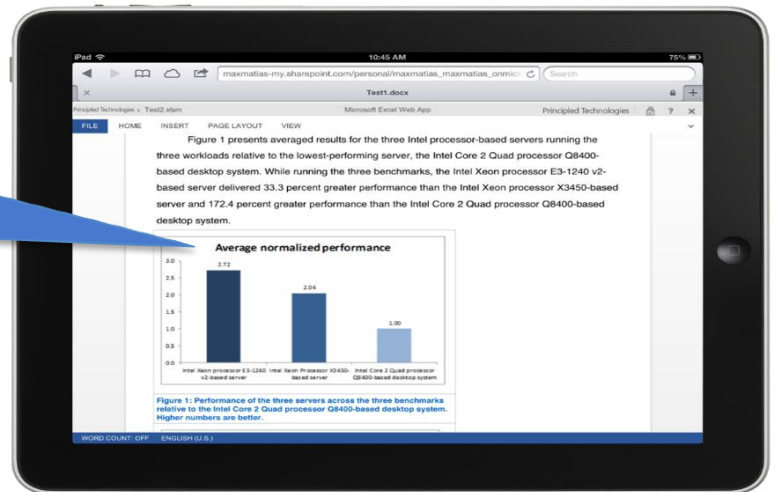 iPad
10:45 AM
75%
maxmatias-my.sharepoint.com/personal/maxmatias_maxmatias_onmicr
Search
Test1.docx
Principled Technologies > Test2.xlsm
Microsoft Excel Web App
Principled Technologies
FILE HOME INSERT PAGE LAYOUT VIEW
Figure 1 presents averaged results for the three Intel processor-based servers running the
three workloads relative to the lowest-performing server, the Intel Core 2 Quad processor Q8400-
based desktop system. While running the three benchmarks, the Intel Xeon processor E3-1240 v2-
based server delivered 33.3 percent greater performance than the Intel Xeon processor X3450-based
server and 172.4 percent greater performance than the Intel Core 2 Quad processor Q8400-based
desktop system.
Average normalized performance
3.0
2.5
2.0
1.5
1.0
0.5
0.0
2.72
2.04
1.00
Intel Xeon processor E3-1240
v2-based server
Intel Xeon Processor X3450-
based server
Intel Core 2 Quad processor
Q8400-based desktop system
Figure 1: Performance of the three servers across the three benchmarks
relative to the Intel Core 2 Quad processor Q8400-based desktop system.
Higher numbers are better.
WORD COUNT: OFF ENGLISH (U.S.)